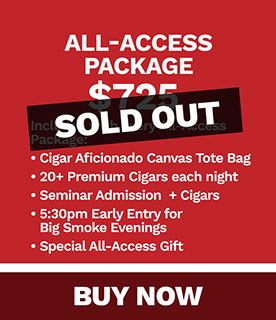 ALL-ACCESS
PACKAGE
$725
SOLD OUT
Package:
• Cigar Aficionado Canvas Tote Bag
• 20+ Premium Cigars each night
• Seminar Admission + Cigars
• 5:30pm Early Entry for
Big Smoke Evenings
• Special All-Access Gift
BUY NOW